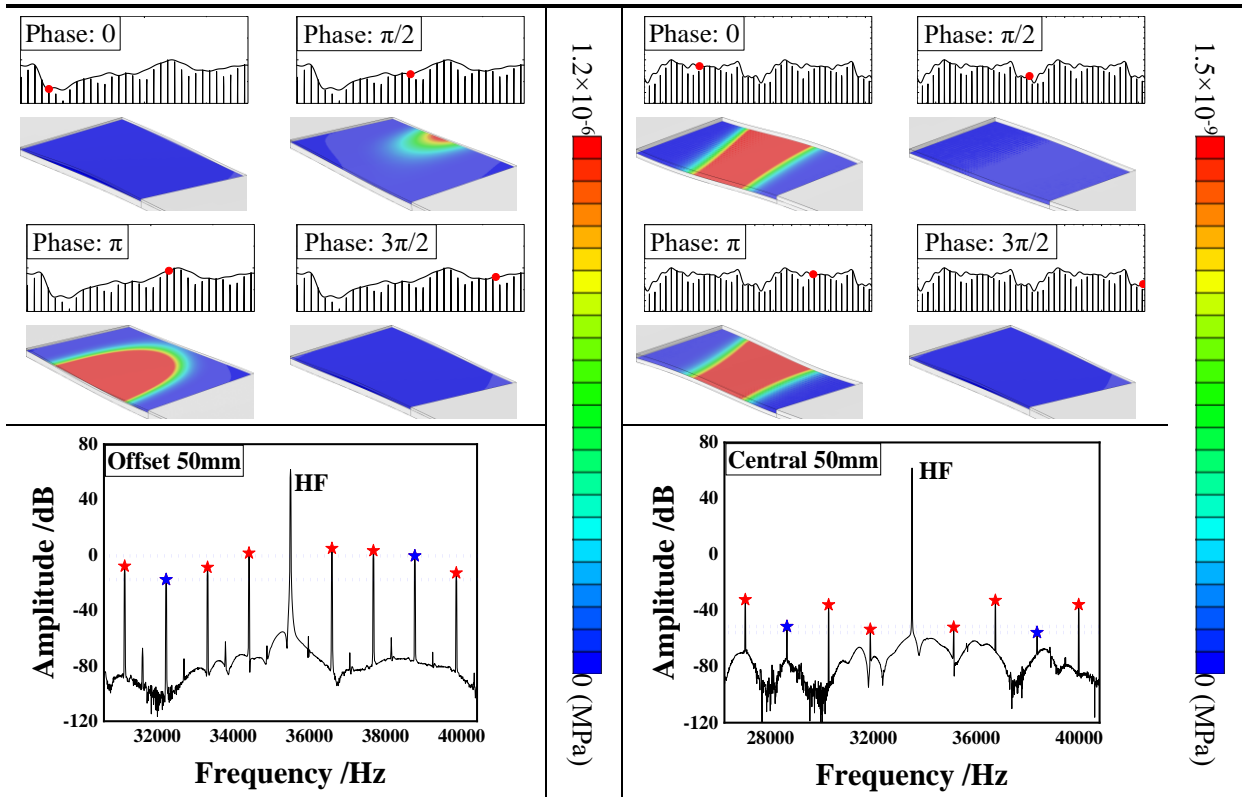 Phase: 0
Phase: π/2
Phase: π
Phase: 3π/2
1.2×10⁻⁶
0 (MPa)
Offset 50mm
HF
Amplitude /dB
80
40
0
-40
-80
-120
32000 34000 36000 38000 40000
Frequency /Hz
Phase: 0
Phase: π/2
Phase: π
Phase: 3π/2
1.5×10⁻⁹
0 (MPa)
Central 50mm
HF
Amplitude /dB
80
40
0
-40
-80
-120
28000 32000 36000 40000
Frequency /Hz